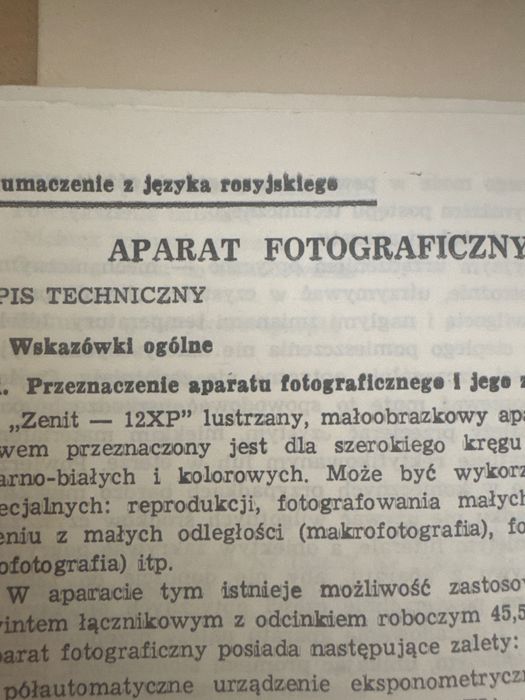 umaczenie z języka rosyjskiego
APARAT FOTOGRAFICZNY
PIS TECHNICZNY
Wskazówki ogólne
. Przeznaczenie aparatu fotograficznego i jego z
„Zenit — 12XP” lustrzany, małoobrazkowy apa
wem przeznaczony jest dla szerokiego kręgu
arno-białych i kolorowych. Może być wykorz
ecjalnych: reprodukcji, fotografowania małych
eniu z małych odległości (makrofotografia), fo
ofotografia) itp.
W aparacie tym istnieje możliwość zastosow
wintem łącznikowym z odcinkiem roboczym 45,5
parat fotograficzny posiada następujące zalety:
półautomatyczne urządzenie eksponometryczn